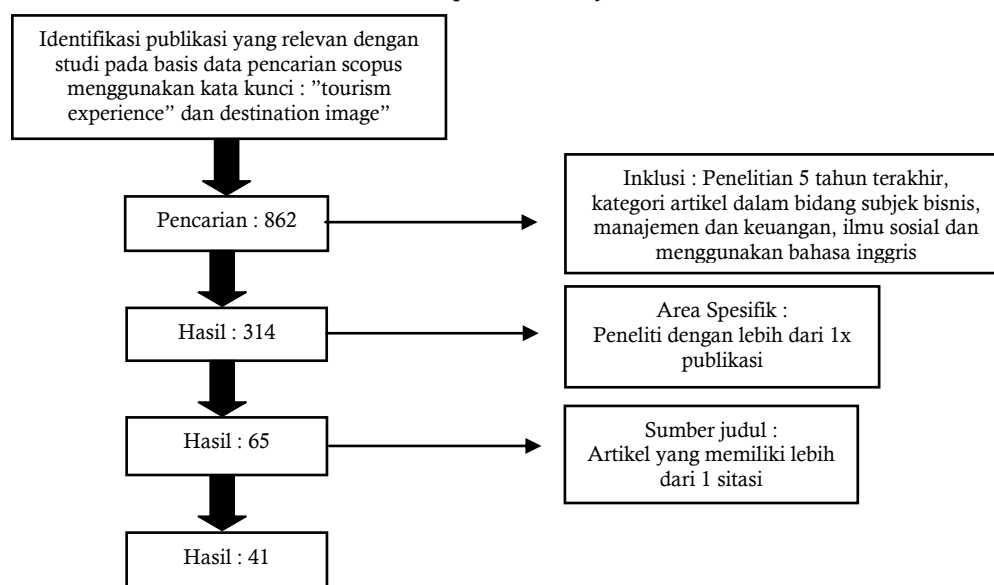 Identifikasi publikasi yang relevan dengan
studi pada basis data pencarian scopus
menggunakan kata kunci : ”tourism
experience” dan destination image”
Pencarian : 862
Inklusi : Penelitian 5 tahun terakhir,
kategori artikel dalam bidang subjek bisnis,
manajemen dan keuangan, ilmu sosial dan
menggunakan bahasa inggris
Hasil : 314
Area Spesifik :
Peneliti dengan lebih dari 1x
publikasi
Hasil : 65
Sumber judul :
Artikel yang memiliki lebih
dari 1 sitasi
Hasil : 41